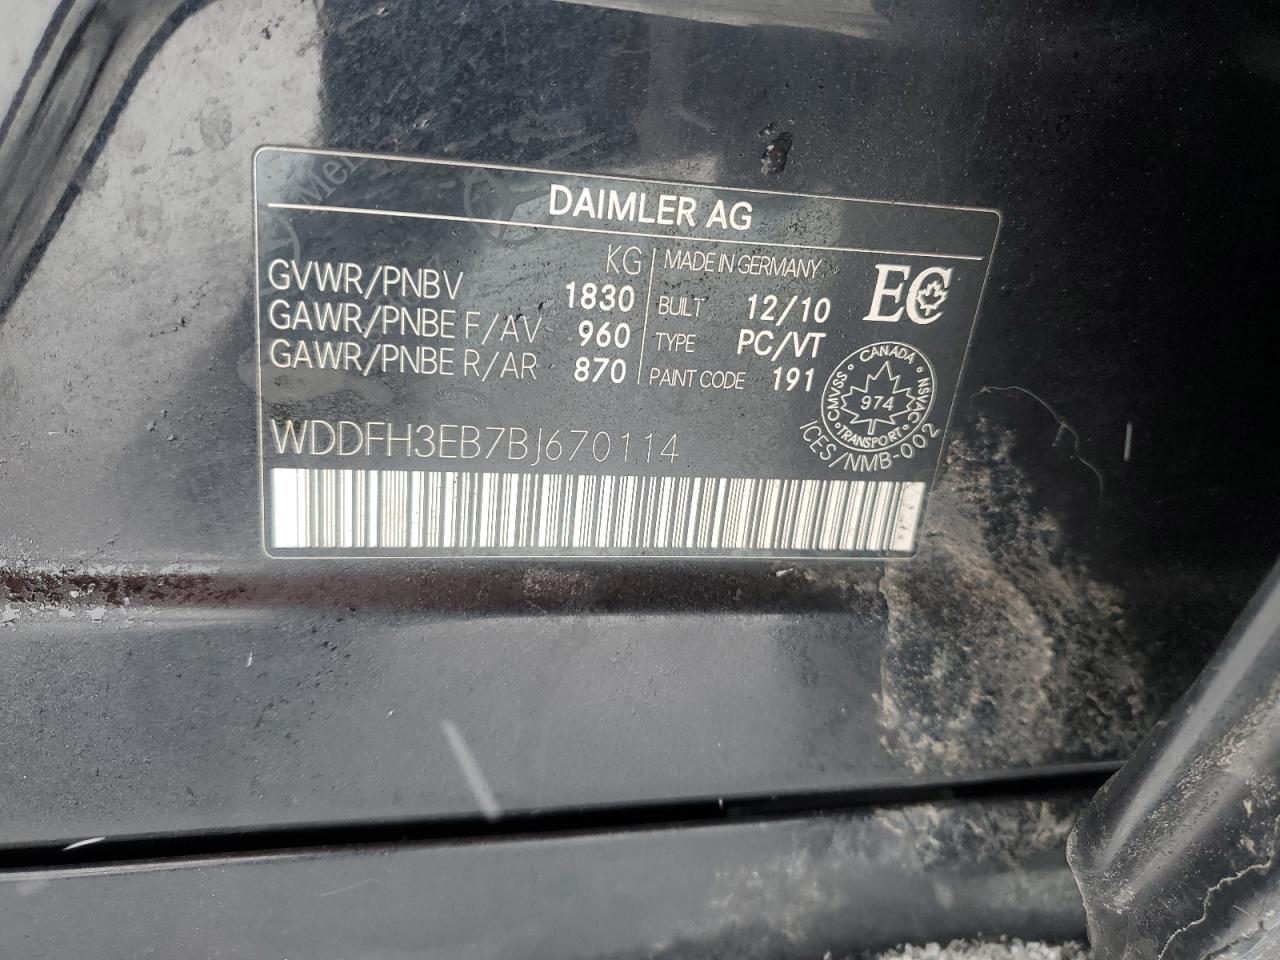 DAIMLER AG
KG
GVWR/PNBV 1830
GAWR/PNBE F/AV 960
GAWR/PNBE R/AR 870
MADE IN GERMANY
BUILT 12/10
TYPE PC/VT
PAINT CODE 191
EC
CMVSS CANADA NSVAC
974
TRANSPORT
ICES/NMB-002
WDDFH3EB7BJ670114